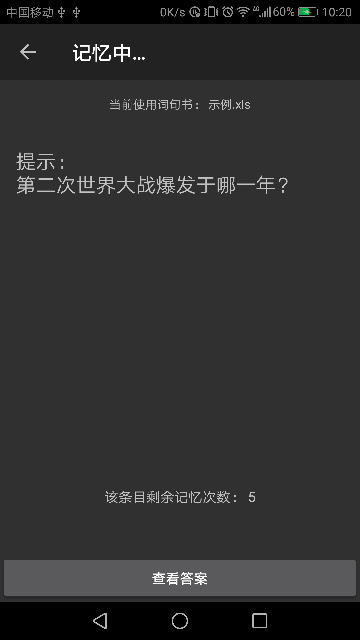 中国移动 0K/s 4G 60% 10:20
记忆中...
当前使用词句书：示例.xls
提示：
第二次世界大战爆发于哪一年？
该条目剩余记忆次数：5
查看答案